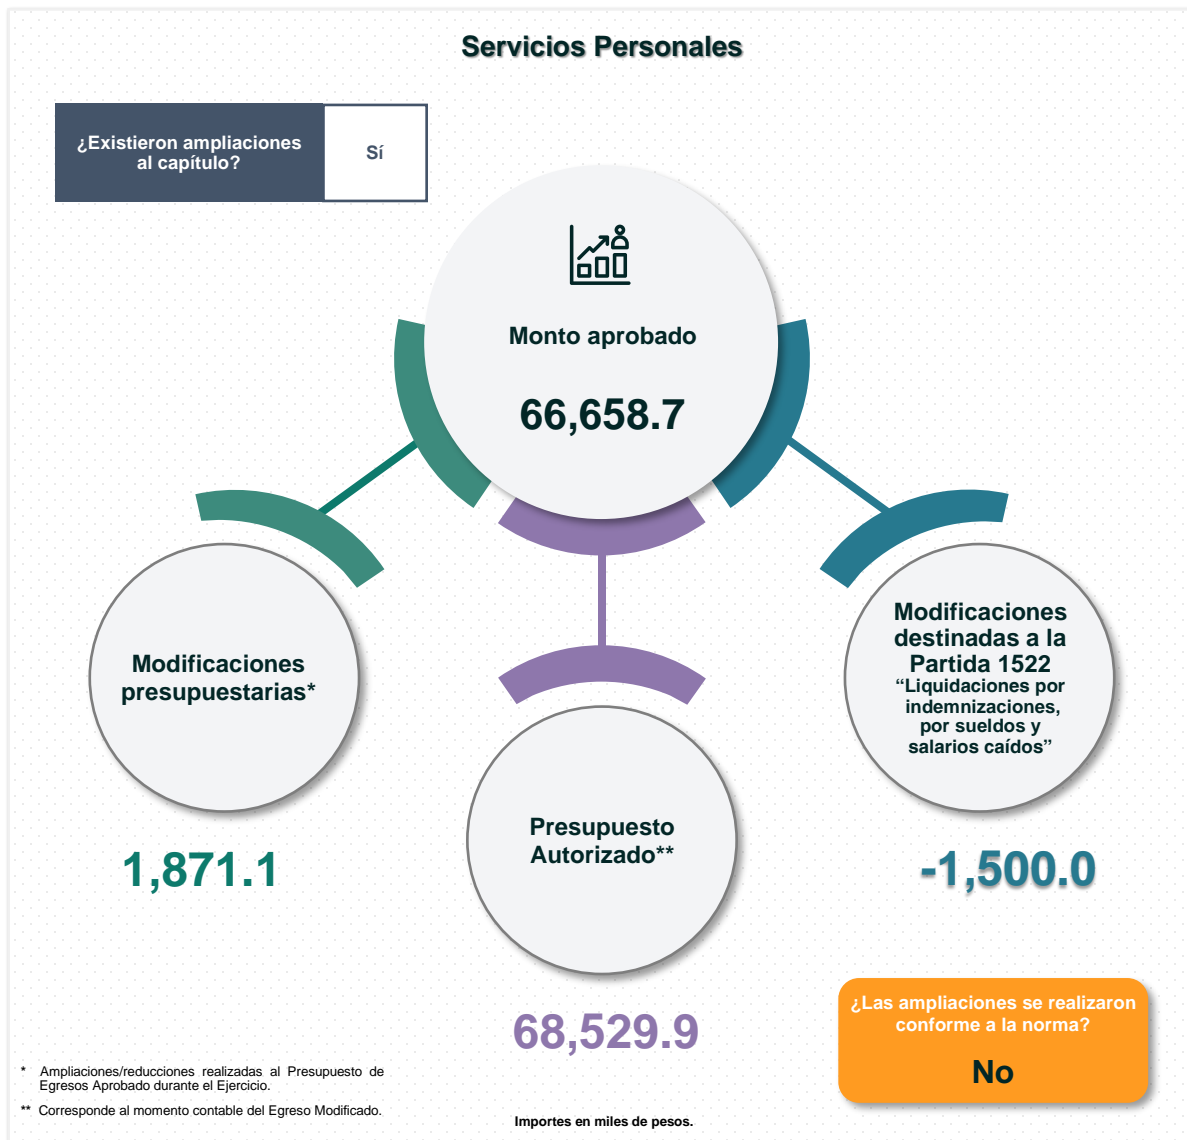 Servicios Personales
¿Existieron ampliaciones
al capítulo?
Sí
Monto aprobado
66,658.7
Modificaciones
presupuestarias*
1,871.1
Presupuesto
Autorizado**
68,529.9
Modificaciones
destinadas a la
Partida 1522
“Liquidaciones por
indemnizaciones,
por sueldos y
salarios caídos”
-1,500.0
¿Las ampliaciones se realizaron
conforme a la norma?
No
* Ampliaciones/reducciones realizadas al Presupuesto de
Egresos Aprobado durante el Ejercicio.
** Corresponde al momento contable del Egreso Modificado.
Importes en miles de pesos.